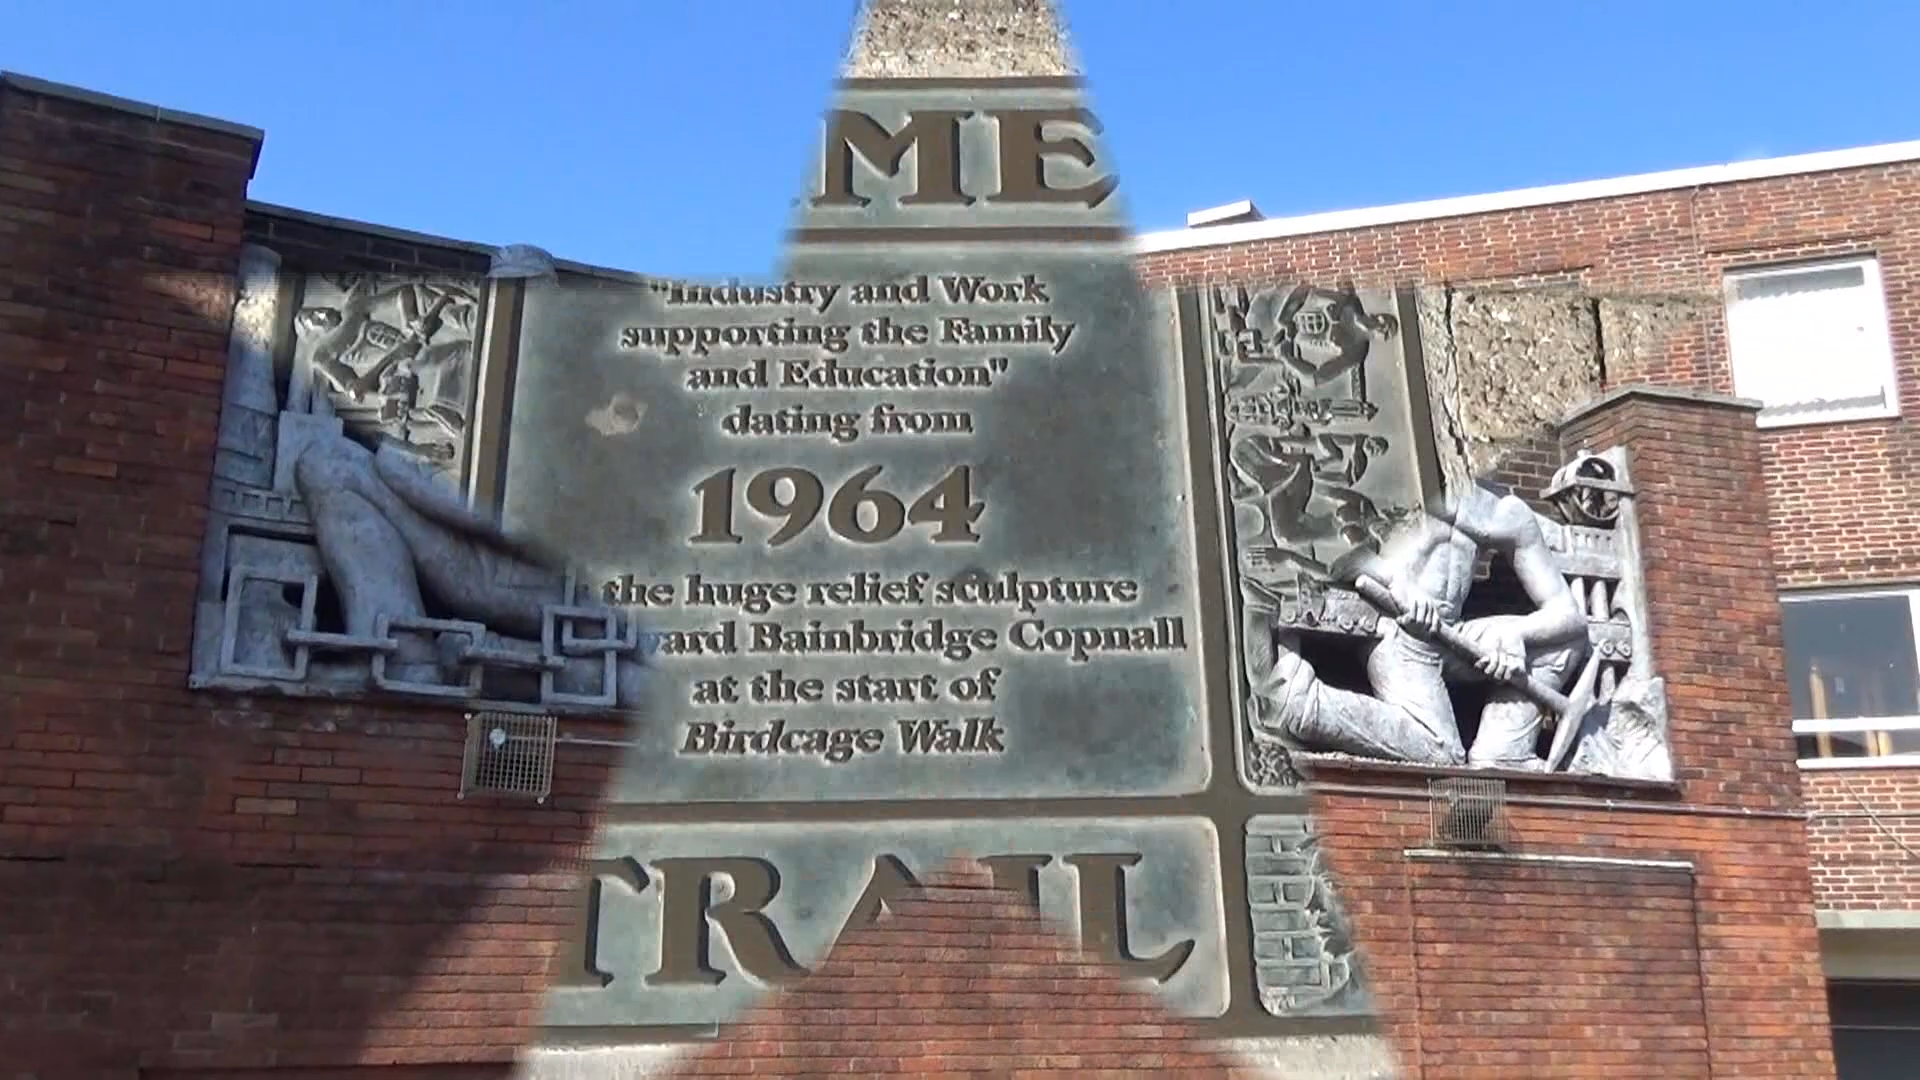 ME
"Industry and Work
supporting the Family
and Education"
dating from
1964
the huge relief sculpture
ward Bainbridge Copnall
at the start of
Birdcage Walk
TRAIL